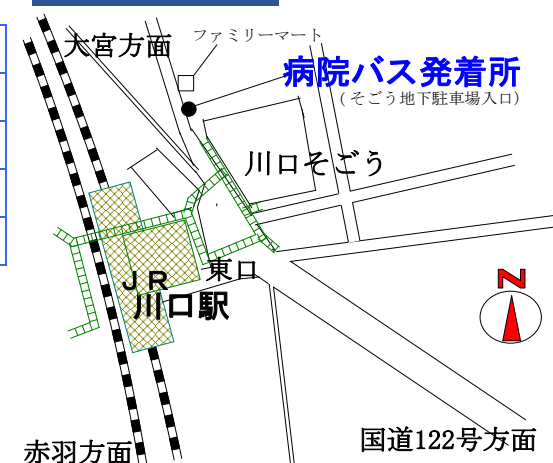 大宮方面
ファミリーマート
病院バス発着所
(そごう地下駐車場入口)
川口そごう
東口
JR
川口駅
N
赤羽方面
国道122号方面